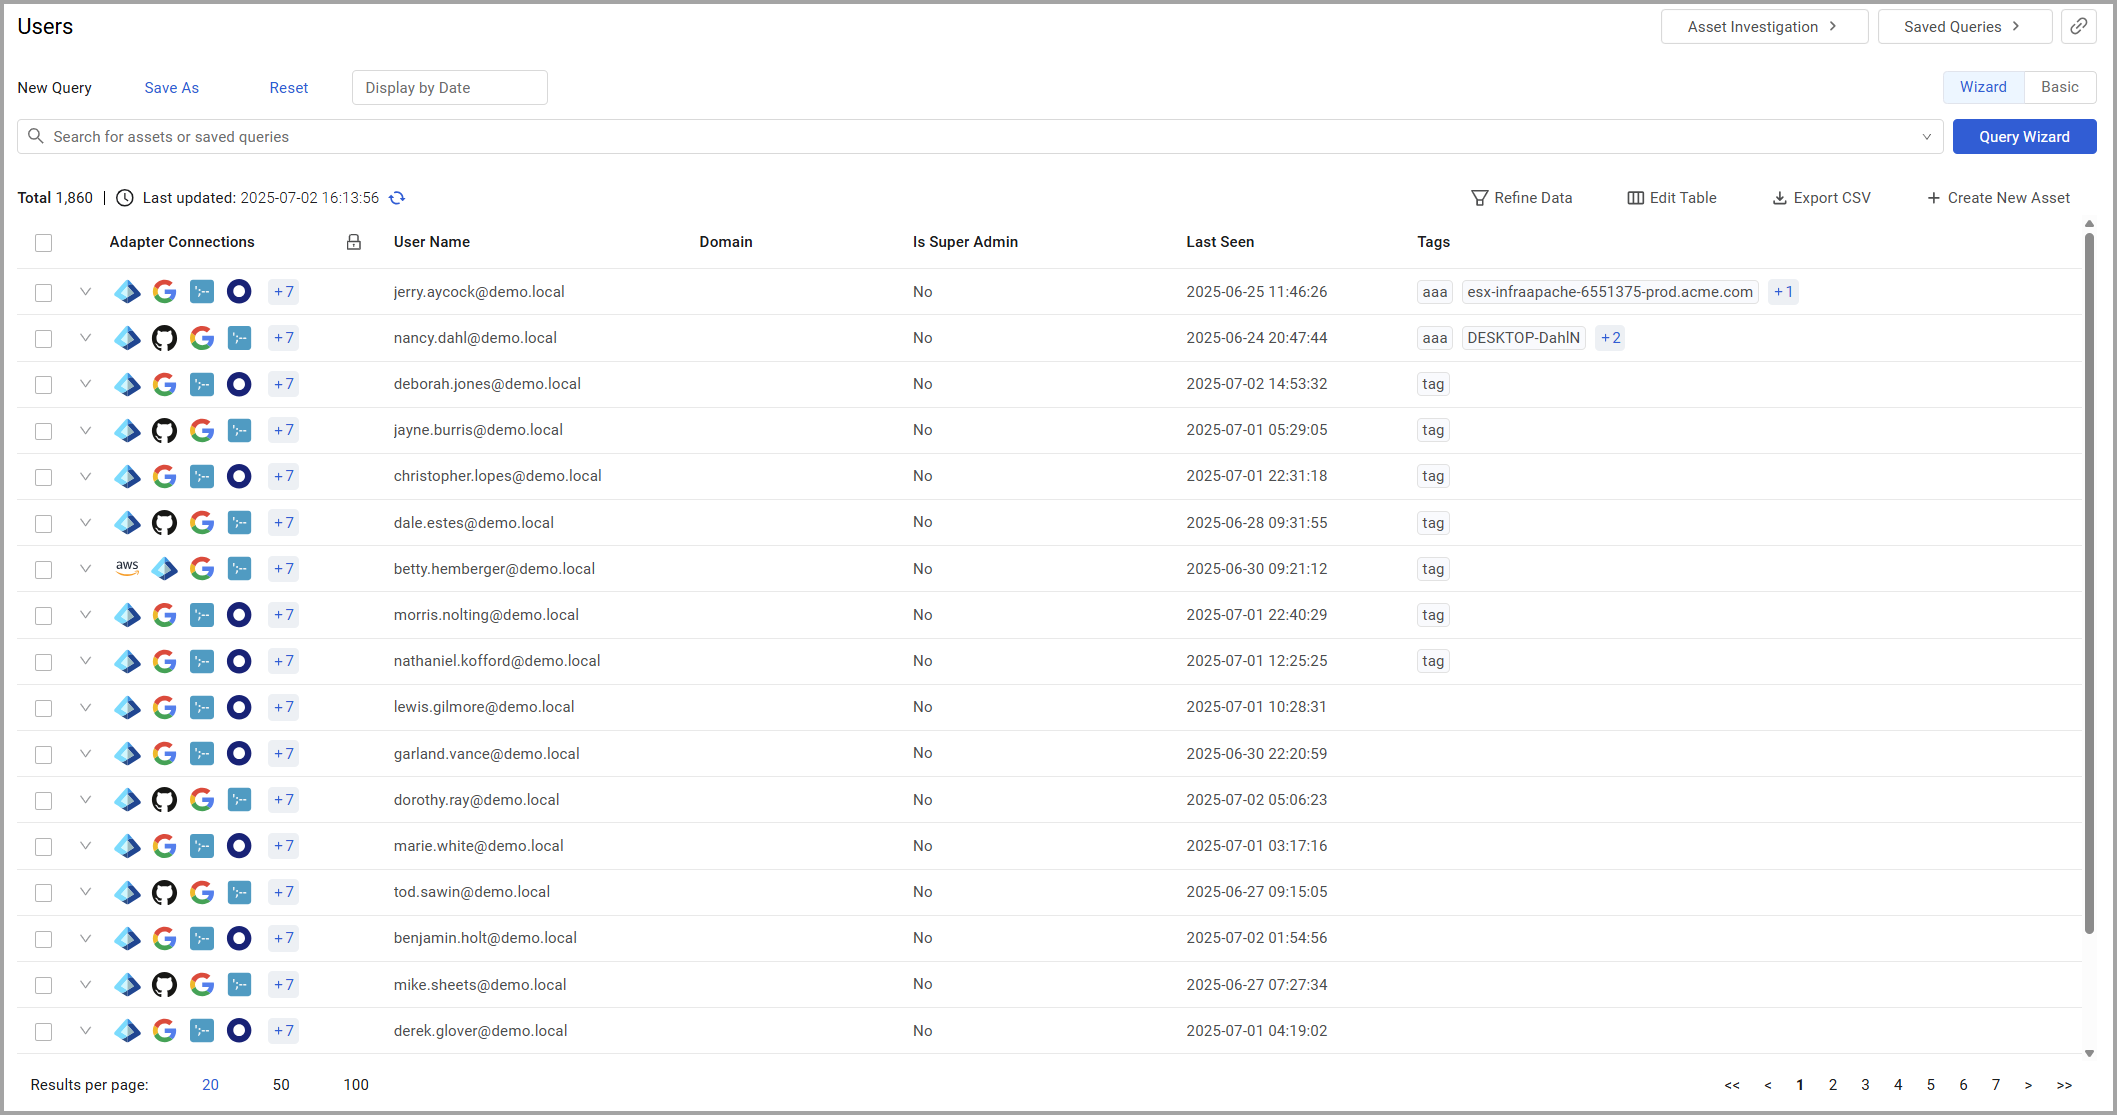 Users Asset Investigation > Saved Queries >
New Query Save As Reset Display by Date Wizard Basic
Search for assets or saved queries Query Wizard
Total 1,860 | Last updated: 2025-07-02 16:13:56 Refine Data Edit Table Export CSV + Create New Asset
Adapter Connections User Name Domain Is Super Admin Last Seen Tags
+7 jerry.aycock@demo.local No 2025-06-25 11:46:26 aaa esx-infraapache-6551375-prod.acme.com +1
+7 nancy.dahl@demo.local No 2025-06-24 20:47:44 aaa DESKTOP-DahlN +2
+7 deborah.jones@demo.local No 2025-07-02 14:53:32 tag
+7 jayne.burris@demo.local No 2025-07-01 05:29:05 tag
+7 christopher.lopes@demo.local No 2025-07-01 22:31:18 tag
+7 dale.estes@demo.local No 2025-06-28 09:31:55 tag
aws +7 betty.hemberger@demo.local No 2025-06-30 09:21:12 tag
+7 morris.nolting@demo.local No 2025-07-01 22:40:29 tag
+7 nathaniel.kofford@demo.local No 2025-07-01 12:25:25 tag
+7 lewis.gilmore@demo.local No 2025-07-01 10:28:31
+7 garland.vance@demo.local No 2025-06-30 22:20:59
+7 dorothy.ray@demo.local No 2025-07-02 05:06:23
+7 marie.white@demo.local No 2025-07-01 03:17:16
+7 tod.sawin@demo.local No 2025-06-27 09:15:05
+7 benjamin.holt@demo.local No 2025-07-02 01:54:56
+7 mike.sheets@demo.local No 2025-06-27 07:27:34
+7 derek.glover@demo.local No 2025-07-01 04:19:02
Results per page: 20 50 100 << < 1 2 3 4 5 6 7 > >>